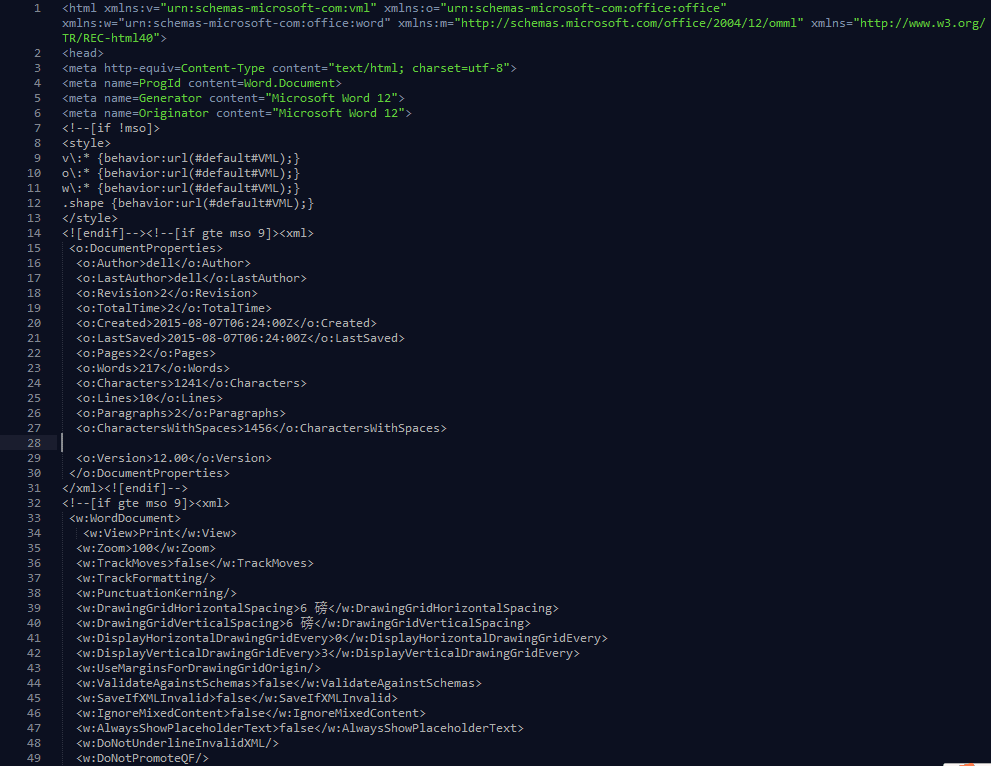 1 <html xmlns:v="urn:schemas-microsoft-com:vml" xmlns:o="urn:schemas-microsoft-com:office:office"
xmlns:w="urn:schemas-microsoft-com:office:word" xmlns:m="http://schemas.microsoft.com/office/2004/12/omml" xmlns="http://www.w3.org/
TR/REC-html40">
2 <head>
3 <meta http-equiv=Content-Type content="text/html; charset=utf-8">
4 <meta name=ProgId content=Word.Document>
5 <meta name=Generator content="Microsoft Word 12">
6 <meta name=Originator content="Microsoft Word 12">
7 <!--[if !mso]>
8 <style>
9 v\:* {behavior:url(#default#VML);}
10 o\:* {behavior:url(#default#VML);}
11 w\:* {behavior:url(#default#VML);}
12 .shape {behavior:url(#default#VML);}
13 </style>
14 <![endif]--><!--[if gte mso 9]><xml>
15 <o:DocumentProperties>
16 <o:Author>dell</o:Author>
17 <o:LastAuthor>dell</o:LastAuthor>
18 <o:Revision>2</o:Revision>
19 <o:TotalTime>2</o:TotalTime>
20 <o:Created>2015-08-07T06:24:00Z</o:Created>
21 <o:LastSaved>2015-08-07T06:24:00Z</o:LastSaved>
22 <o:Pages>2</o:Pages>
23 <o:Words>217</o:Words>
24 <o:Characters>1241</o:Characters>
25 <o:Lines>10</o:Lines>
26 <o:Paragraphs>2</o:Paragraphs>
27 <o:CharactersWithSpaces>1456</o:CharactersWithSpaces>
28
29 <o:Version>12.00</o:Version>
30 </o:DocumentProperties>
31 </xml><![endif]-->
32 <!--[if gte mso 9]><xml>
33 <w:WordDocument>
34 <w:View>Print</w:View>
35 <w:Zoom>100</w:Zoom>
36 <w:TrackMoves>false</w:TrackMoves>
37 <w:TrackFormatting/>
38 <w:PunctuationKerning/>
39 <w:DrawingGridHorizontalSpacing>6 磅</w:DrawingGridHorizontalSpacing>
40 <w:DrawingGridVerticalSpacing>6 磅</w:DrawingGridVerticalSpacing>
41 <w:DisplayHorizontalDrawingGridEvery>0</w:DisplayHorizontalDrawingGridEvery>
42 <w:DisplayVerticalDrawingGridEvery>3</w:DisplayVerticalDrawingGridEvery>
43 <w:UseMarginsForDrawingGridOrigin/>
44 <w:ValidateAgainstSchemas>false</w:ValidateAgainstSchemas>
45 <w:SaveIfXMLInvalid>false</w:SaveIfXMLInvalid>
46 <w:IgnoreMixedContent>false</w:IgnoreMixedContent>
47 <w:AlwaysShowPlaceholderText>false</w:AlwaysShowPlaceholderText>
48 <w:DoNotUnderlineInvalidXML/>
49 <w:DoNotPromoteQF/>